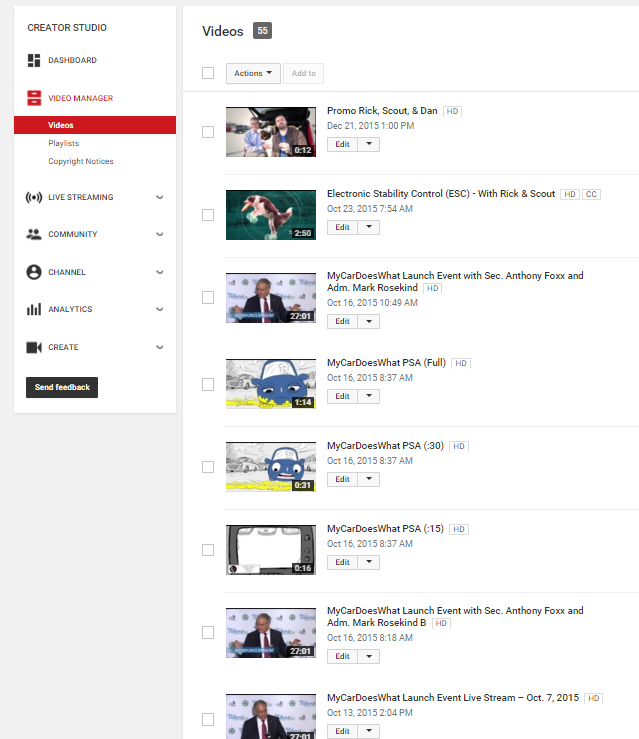 CREATOR STUDIO
DASHBOARD
VIDEO MANAGER
Videos
Playlists
Copyright Notices
LIVE STREAMING
COMMUNITY
CHANNEL
ANALYTICS
CREATE
Send feedback
Videos 55
Actions Add to
Promo Rick, Scout, & Dan HD
Dec 21, 2015 1:00 PM
0:12
Edit
Electronic Stability Control (ESC) - With Rick & Scout HD CC
Oct 23, 2015 7:54 AM
2:50
Edit
MyCarDoesWhat Launch Event with Sec. Anthony Foxx and
Adm. Mark Rosekind HD
Oct 16, 2015 10:49 AM
27:01
Edit
MyCarDoesWhat PSA (Full) HD
Oct 16, 2015 8:37 AM
1:14
Edit
MyCarDoesWhat PSA (:30) HD
Oct 16, 2015 8:37 AM
0:31
Edit
MyCarDoesWhat PSA (:15) HD
Oct 16, 2015 8:37 AM
0:16
Edit
MyCarDoesWhat Launch Event with Sec. Anthony Foxx and
Adm. Mark Rosekind B HD
Oct 16, 2015 8:18 AM
27:01
Edit
MyCarDoesWhat Launch Event Live Stream – Oct. 7, 2015 HD
Oct 13, 2015 2:04 PM
27:01
Edit